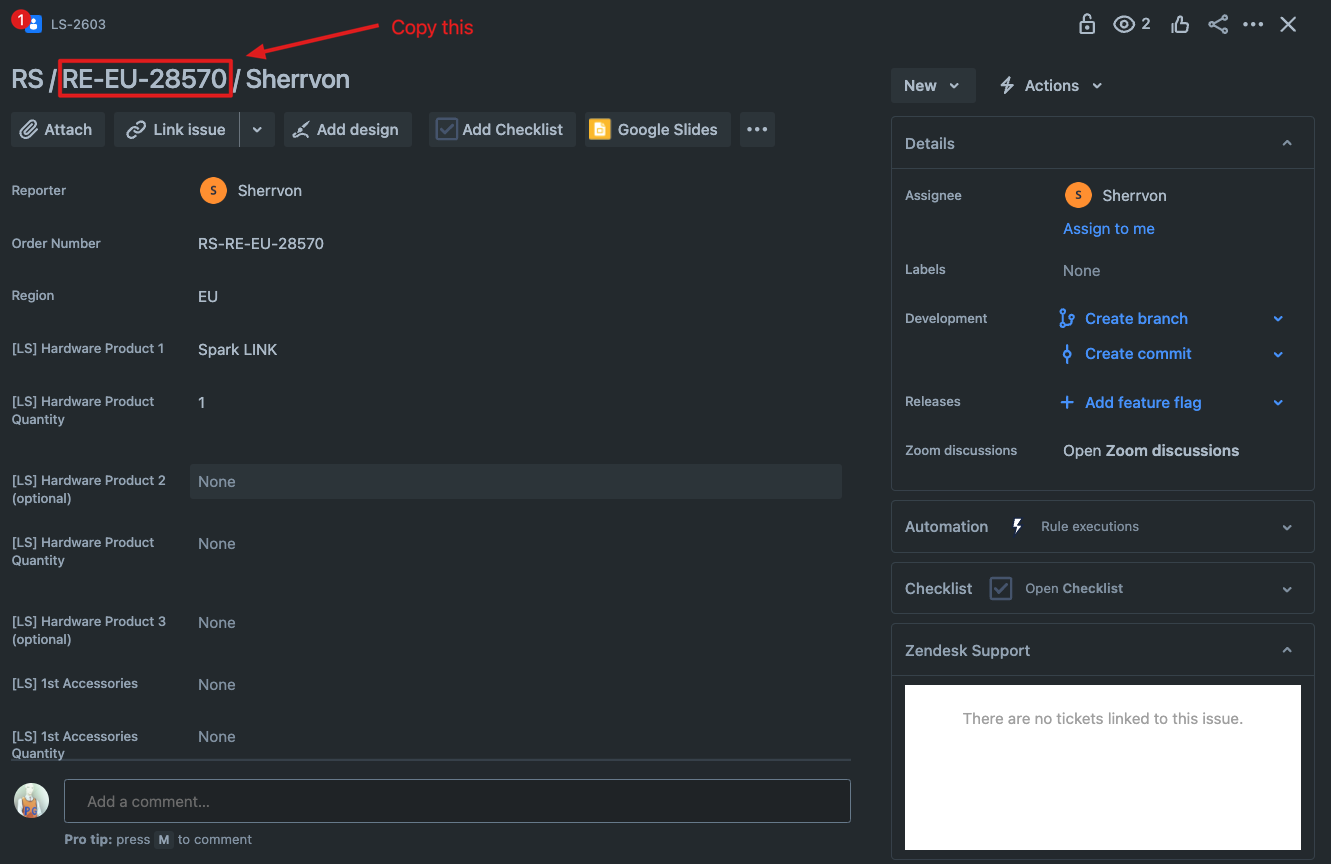 1
LS-2603
Copy this
2
RS / RE-EU-28570 / Sherrvon
New
Actions
Attach
Link issue
Add design
Add Checklist
Google Slides
Details
Reporter
S
Sherrvon
Assignee
S
Sherrvon
Assign to me
Order Number
RS-RE-EU-28570
Labels
None
Region
EU
Development
Create branch
[LS] Hardware Product 1
Spark LINK
Create commit
[LS] Hardware Product
Quantity
1
Releases
Add feature flag
Zoom discussions
Open Zoom discussions
[LS] Hardware Product 2
(optional)
None
Automation
Rule executions
[LS] Hardware Product
Quantity
None
Checklist
Open Checklist
[LS] Hardware Product 3
(optional)
None
Zendesk Support
[LS] 1st Accessories
None
There are no tickets linked to this issue.
[LS] 1st Accessories
Quantity
None
Add a comment...
Pro tip: press M to comment